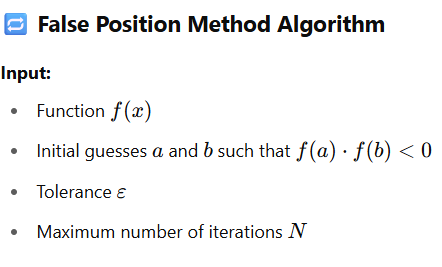 🔁 False Position Method Algorithm
Input:
• Function f(x)
• Initial guesses a and b such that f(a) · f(b) < 0
• Tolerance ε
• Maximum number of iterations N